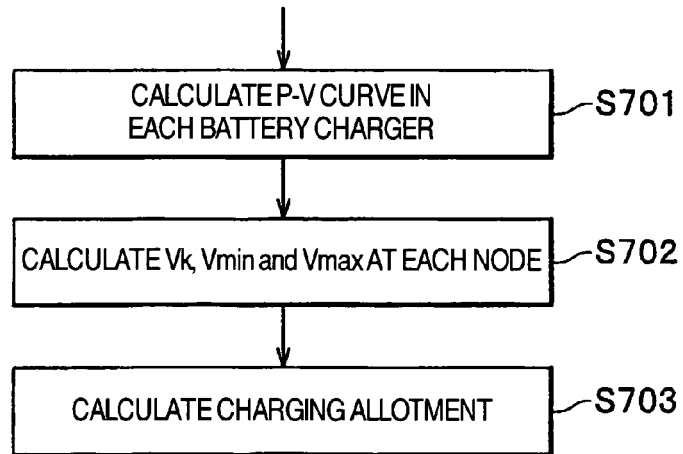 CALCULATE P-V CURVE IN
EACH BATTERY CHARGER
S701
CALCULATE Vk, Vmin and Vmax AT EACH NODE
S702
CALCULATE CHARGING ALLOTMENT
S703